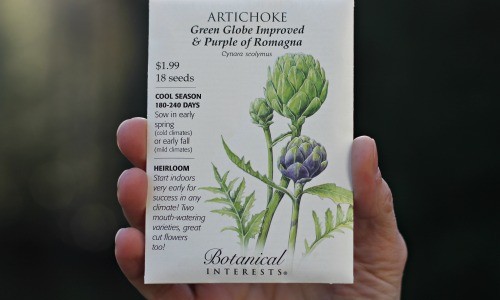 ARTICHOKE
Green Globe Improved
& Purple of Romagna
Cynara scolymus
$1.99
18 seeds
COOL SEASON
180-240 DAYS
Sow in early
spring
(cold climates)
or early fall
(mild climates)
HEIRLOOM
Start indoors
very early for
success in any
climate! Two
mouth-watering
varieties, great
cut flowers
too!
Botanical
INTERESTS®